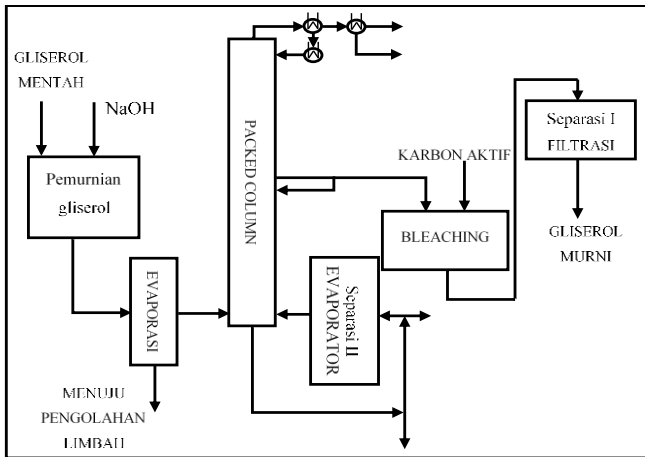 GLISEROL
MENTAH
NaOH
Pemurnian
gliserol
EVAPORASI
MENUJU
PENGOLAHAN
LIMBAH
PACKED COLUMN
Separasi II
EVAPORATOR
KARBON AKTIF
BLEACHING
Separasi I
FILTRASI
GLISEROL
MURNI